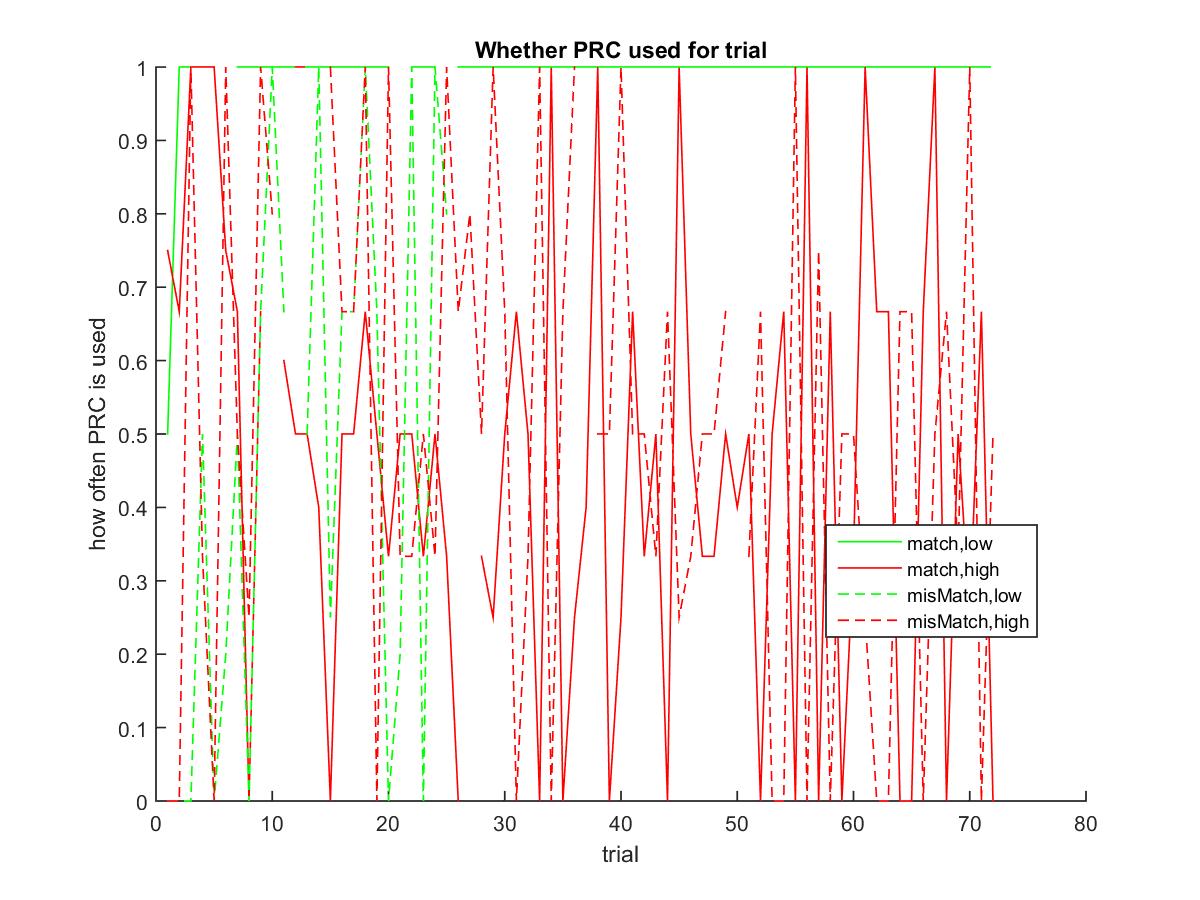 Whether PRC used for trial
how often PRC is used
1
0.9
0.8
0.7
0.6
0.5
0.4
0.3
0.2
0.1
0
0 10 20 30 40 50 60 70 80
trial
match,low
match,high
misMatch,low
misMatch,high